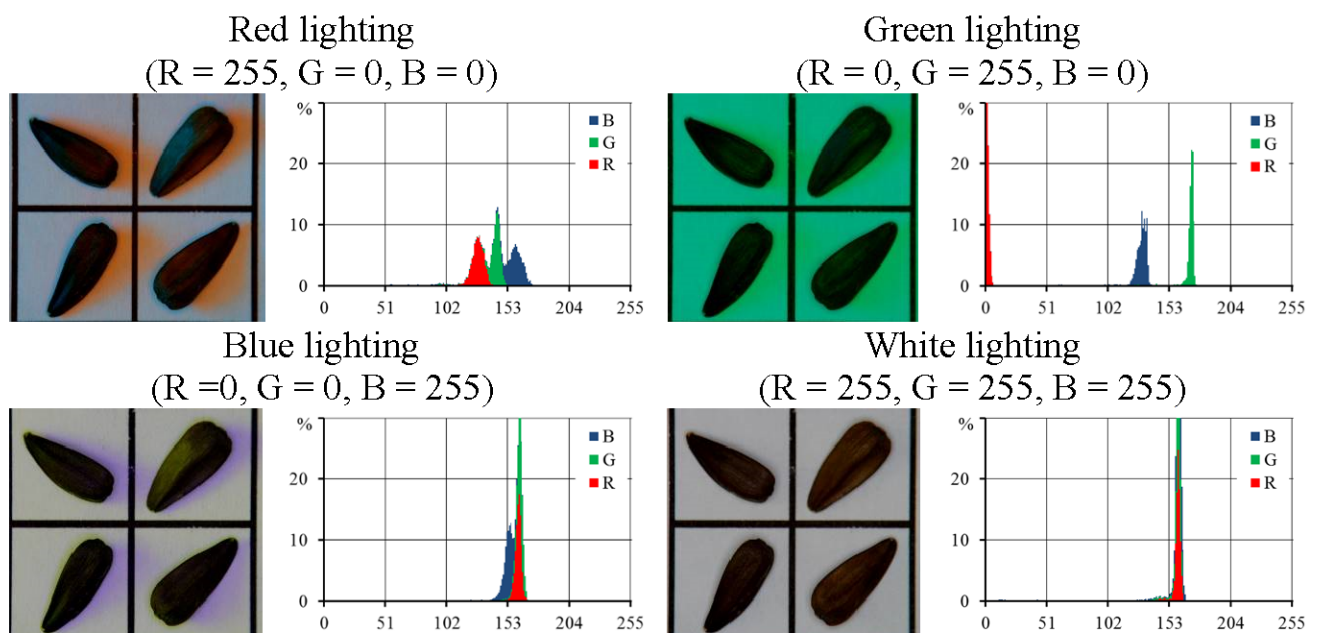 Red lighting
(R = 255, G = 0, B = 0)
%
20
10
0
0 51 102 153 204 255
B
G
R
Green lighting
(R = 0, G = 255, B = 0)
%
20
10
0
0 51 102 153 204 255
B
G
R
Blue lighting
(R =0, G = 0, B = 255)
%
20
10
0
0 51 102 153 204 255
B
G
R
White lighting
(R = 255, G = 255, B = 255)
%
20
10
0
0 51 102 153 204 255
B
G
R